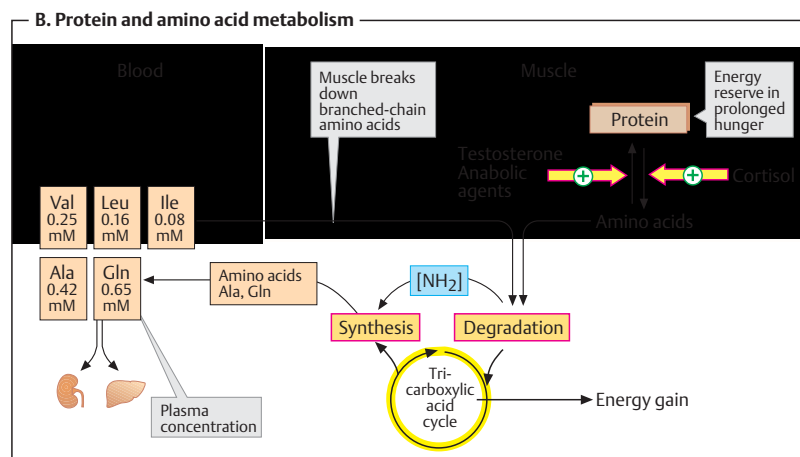 B. Protein and amino acid metabolism
Blood
Muscle
Muscle breaks
down
branched-chain
amino acids
Energy
reserve in
prolonged
hunger
Protein
Testosterone
Anabolic
agents
+
+
Cortisol
Amino acids
Val
0.25
mM
Leu
0.16
mM
Ile
0.08
mM
Ala
0.42
mM
Gln
0.65
mM
Amino acids
Ala, Gln
[NH₂]
Synthesis
Degradation
Tri-
carboxylic
acid
cycle
Energy gain
Plasma
concentration